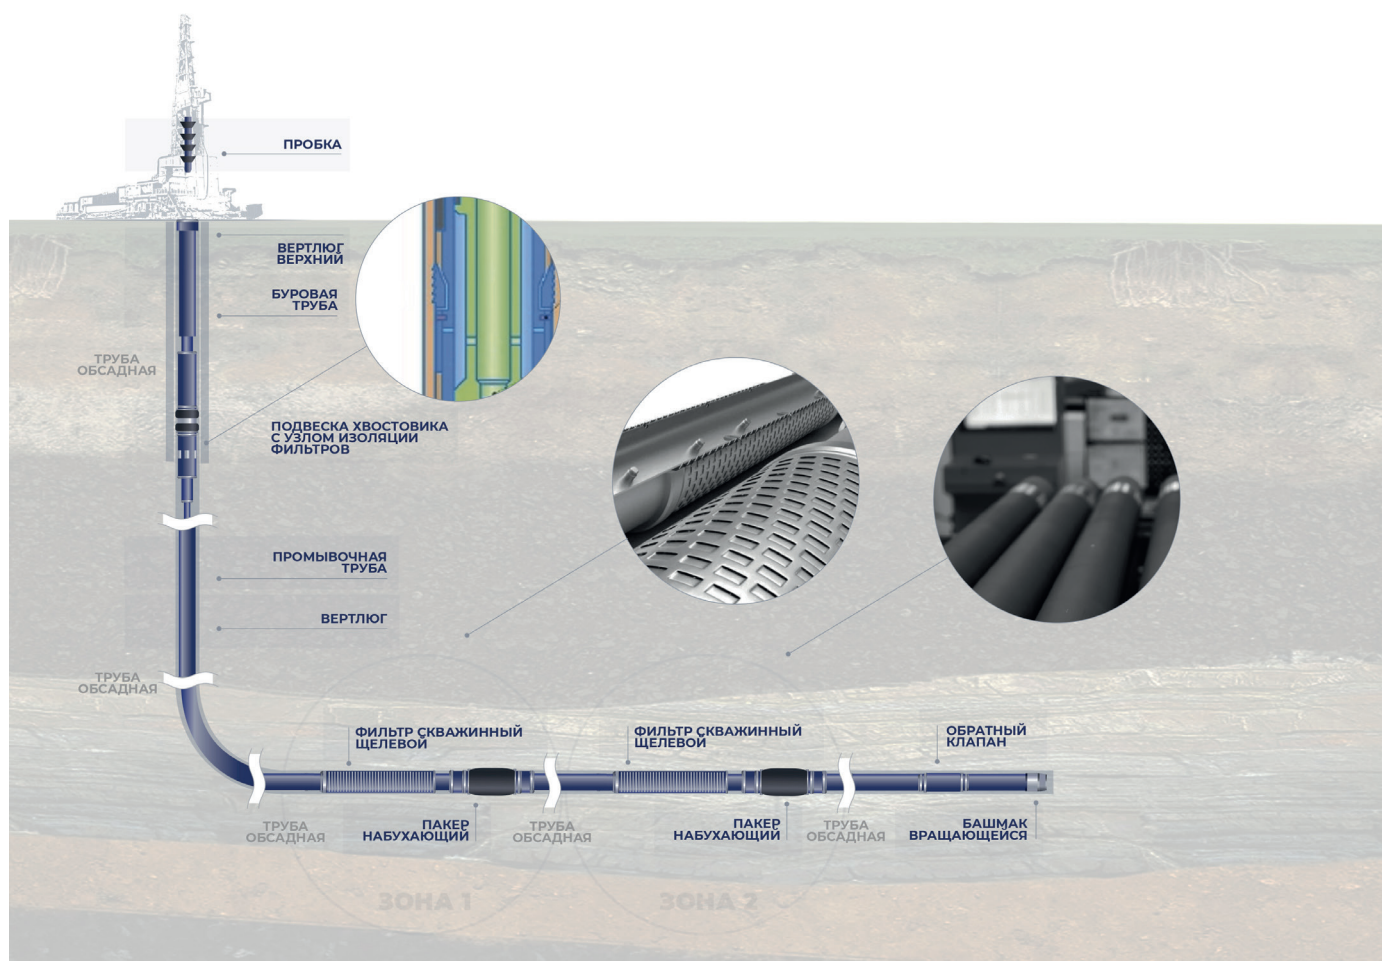 ПРОБКА
ВЕРТЛЮГ
ВЕРХНИЙ
БУРОВАЯ
ТРУБА
ТРУБА
ОБСАДНАЯ
ПОДВЕСКА ХВОСТОВИКА
С УЗЛОМ ИЗОЛЯЦИИ
ФИЛЬТРОВ
ПРОМЫВОЧНАЯ
ТРУБА
ВЕРТЛЮГ
ТРУБА
ОБСАДНАЯ
ФИЛЬТР СКВАЖИННЫЙ
ЩЕЛЕВОЙ
ФИЛЬТР СКВАЖИННЫЙ
ЩЕЛЕВОЙ
ОБРАТНЫЙ
КЛАПАН
ТРУБА
ОБСАДНАЯ
ПАКЕР
НАБУХАЮЩИЙ
ТРУБА
ОБСАДНАЯ
ПАКЕР
НАБУХАЮЩИЙ
ТРУБА
ОБСАДНАЯ
БАШМАК
ВРАЩАЮЩЕЙСЯ
ЗОНА 1
ЗОНА 2